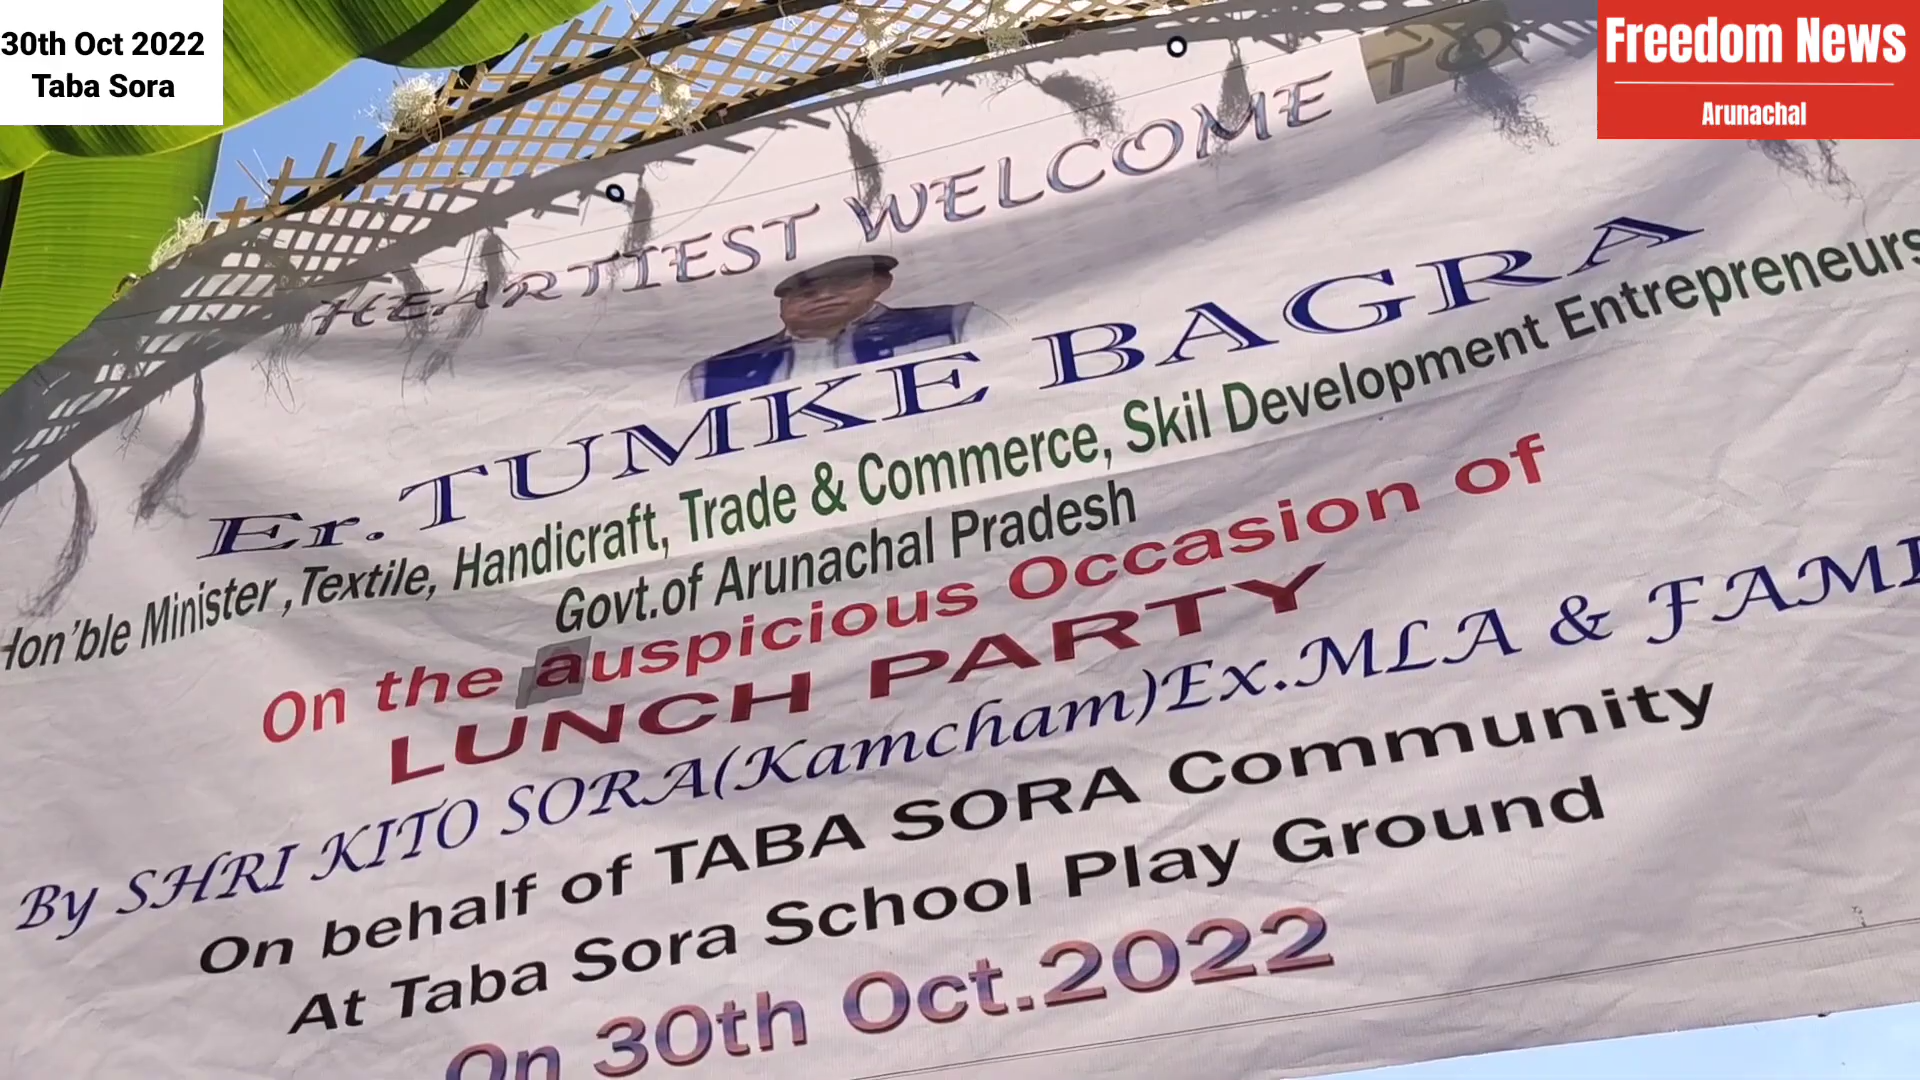 30th Oct 2022
Taba Sora
Freedom News
Arunachal
HEARTIEST WELCOME TO
Er. TUMKE BAGRA
Hon'ble Minister ,Textile, Handicraft, Trade & Commerce, Skil Development Entrepreneurs
Govt.of Arunachal Pradesh
On the auspicious Occasion of
LUNCH PARTY
By SHRI KITO SORA(Kamcham)Ex.MLA & FAMI
On behalf of TABA SORA Community
At Taba Sora School Play Ground
On 30th Oct.2022